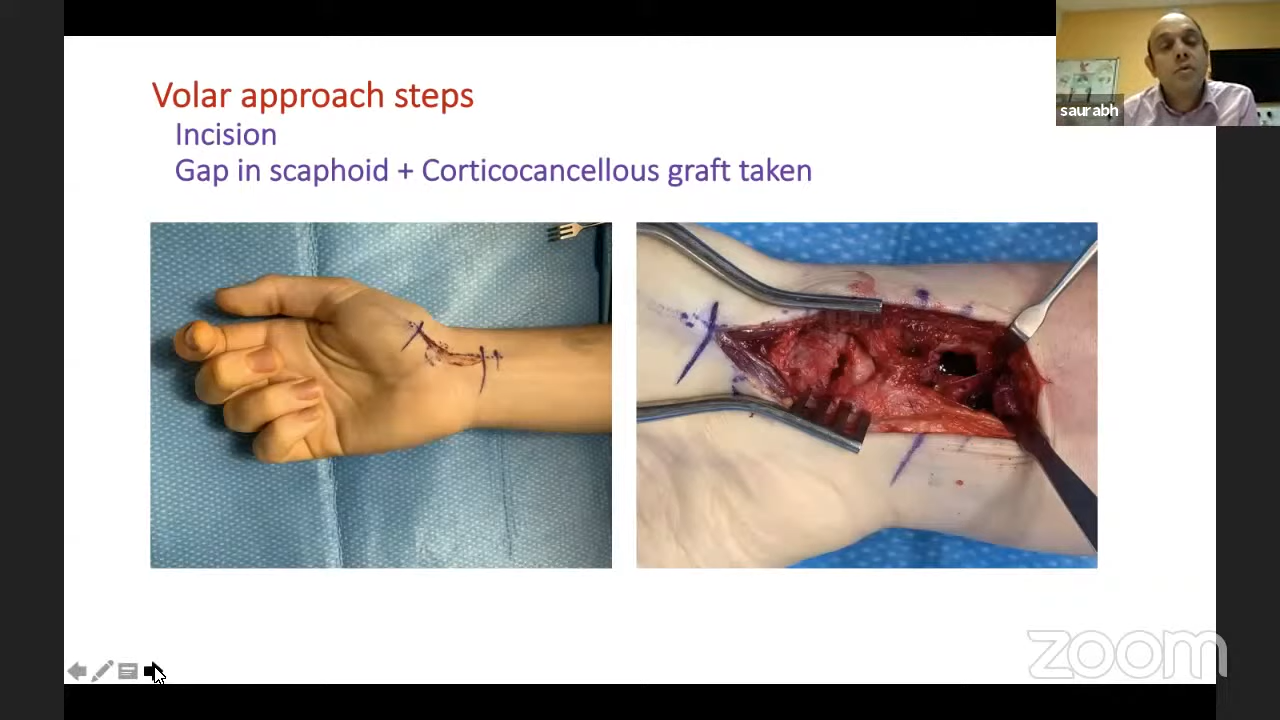 Volar approach steps
Incision
Gap in scaphoid + Corticocancellous graft taken
saurabh
zoom